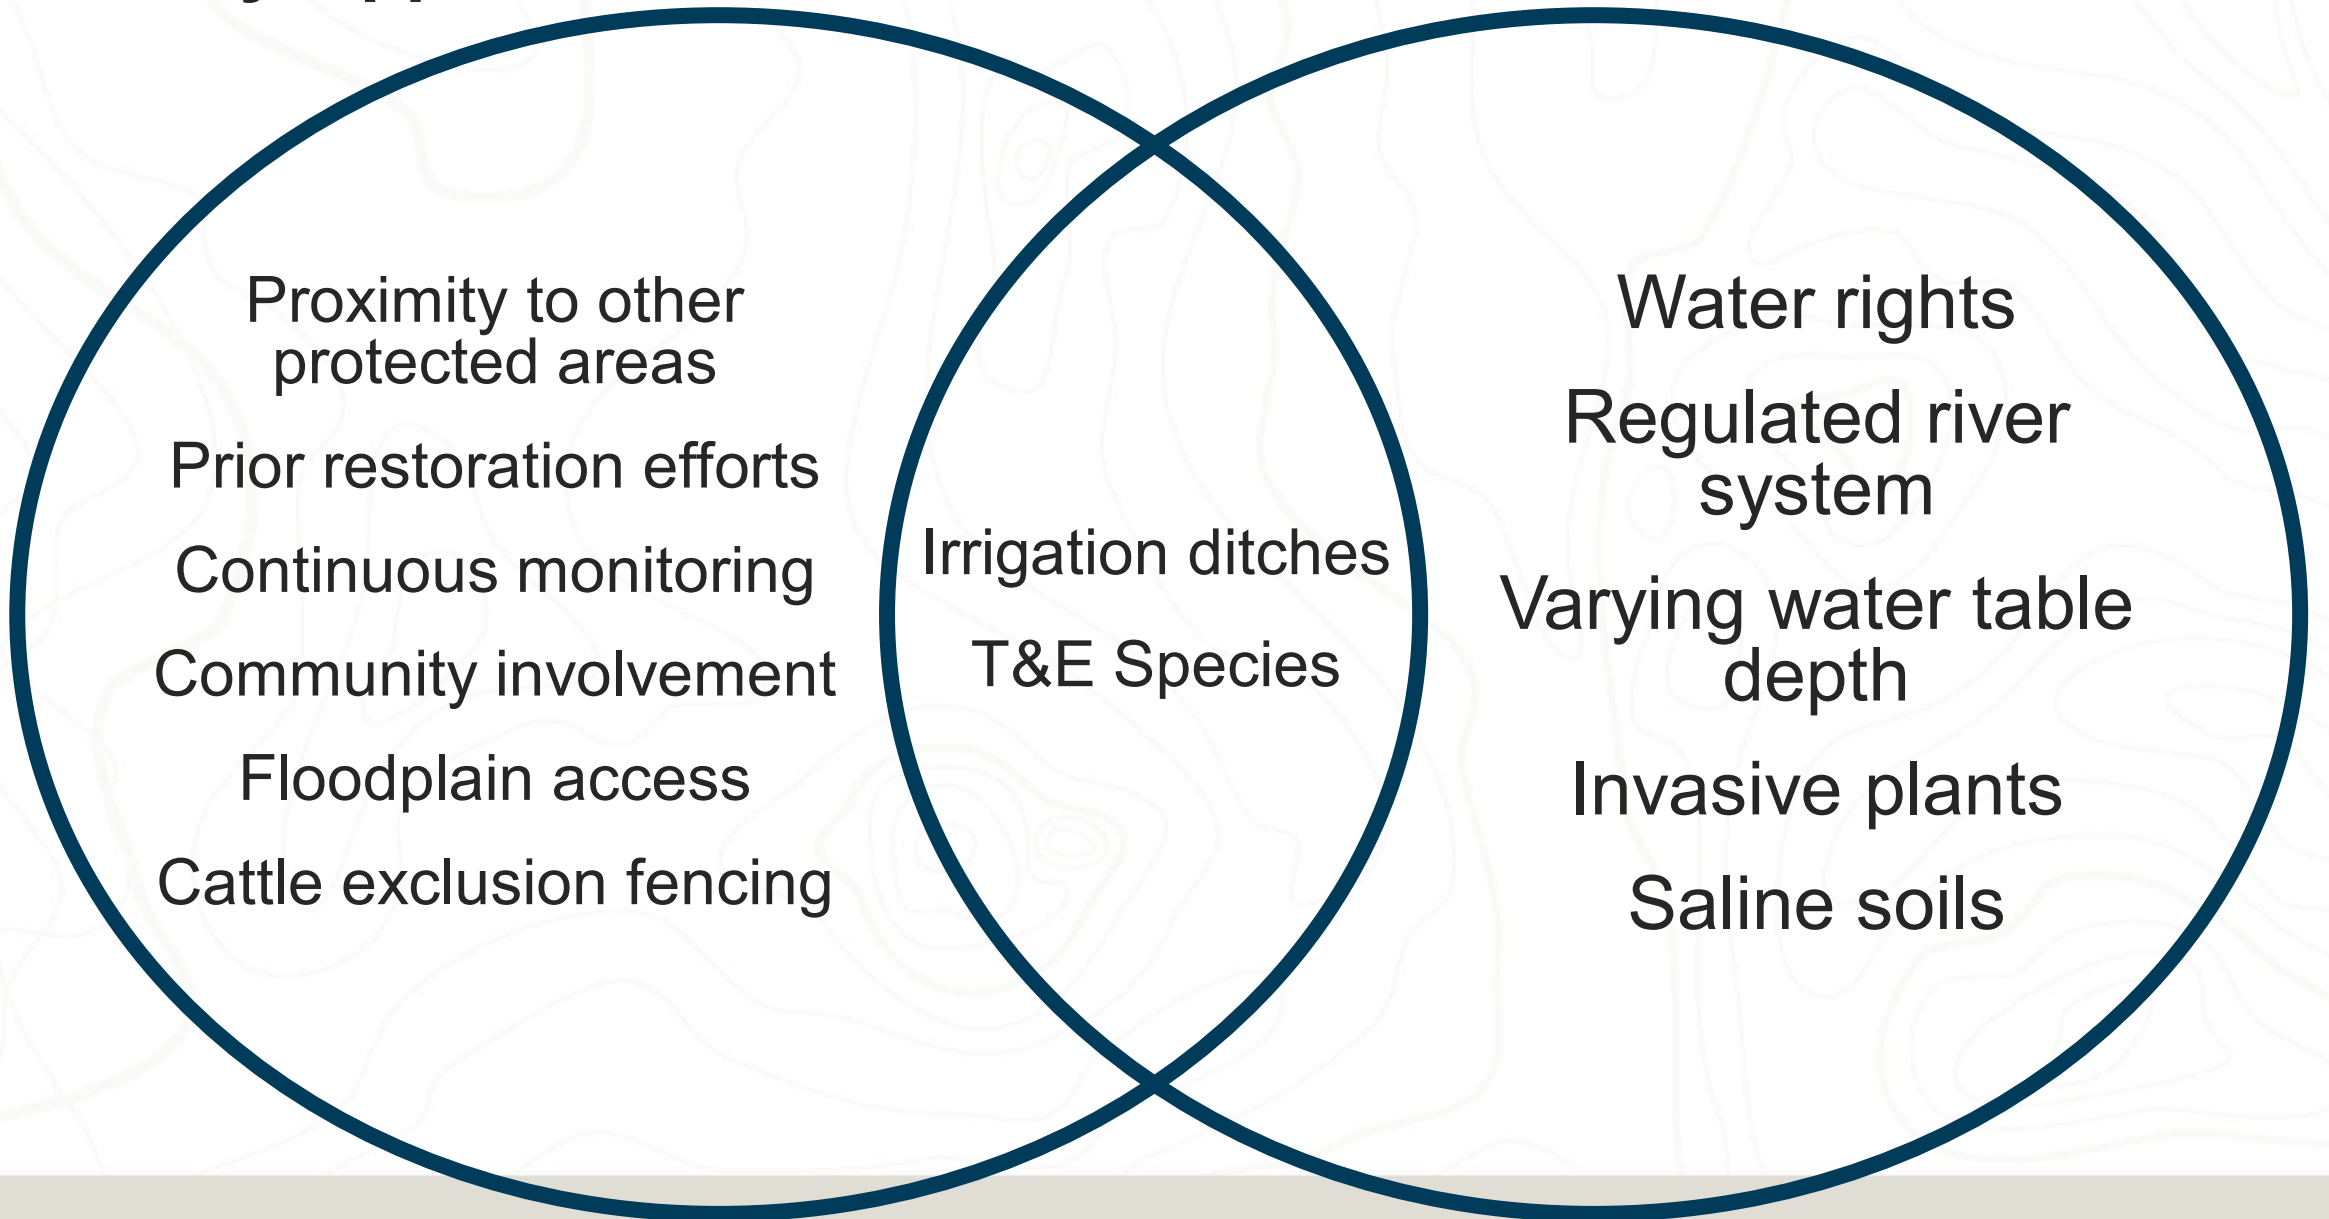 Proximity to other
protected areas
Prior restoration efforts
Continuous monitoring
Community involvement
Floodplain access
Cattle exclusion fencing
Irrigation ditches
T&E Species
Water rights
Regulated river
system
Varying water table
depth
Invasive plants
Saline soils